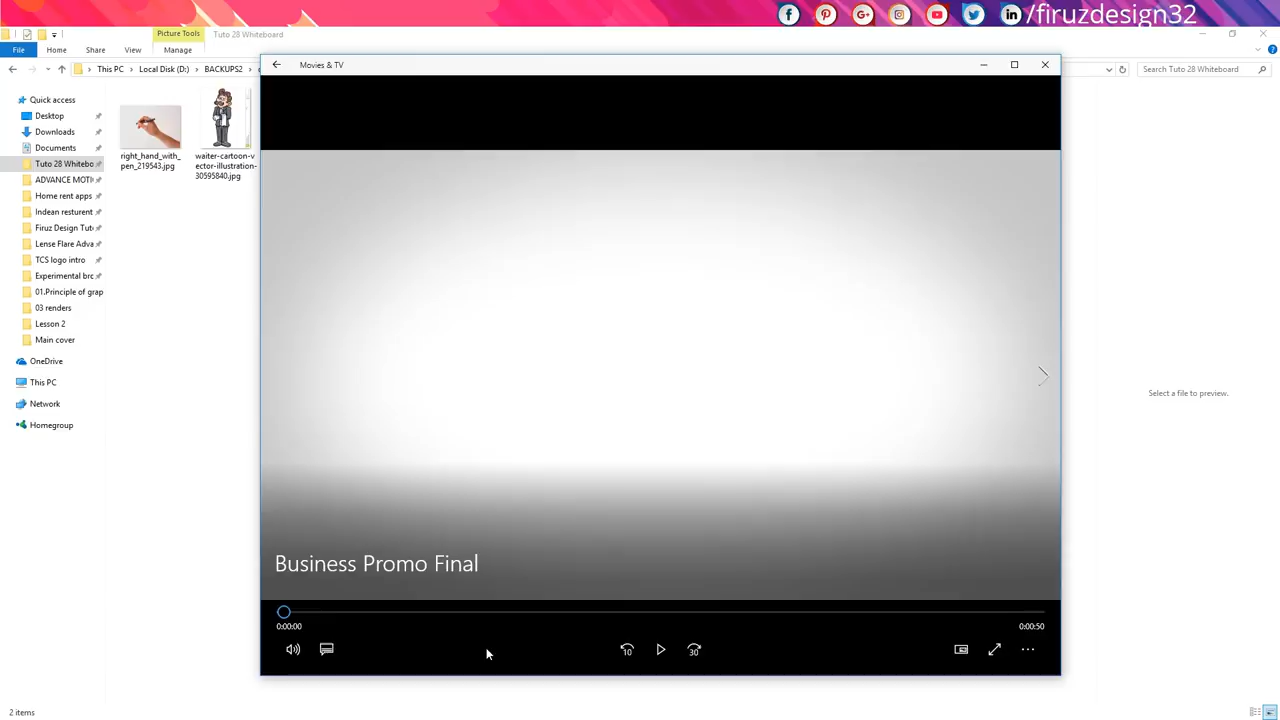 /firuzdesign32
Picture Tools
Tuto 28 Whiteboard
File
Home
Share
View
Manage
This PC
Local Disk (D:)
BACKUPS2
Search Tuto 28 Whiteboard
Movies & TV
Quick access
Desktop
Downloads
Documents
Tuto 28 Whitebo
ADVANCE MOTI
Home rent apps
Indean resturent
Firuz Design Tut
Lense Flare Adva
TCS logo intro
Experimental bro
01.Principle of grap
03 renders
Lesson 2
Main cover
OneDrive
This PC
Network
Homegroup
right_hand_with_
pen_219543.jpg
waiter-cartoon-v
ector-illustration-
30595840.jpg
Select a file to preview.
Business Promo Final
0:00:00
0:00:50
10
30
2 items